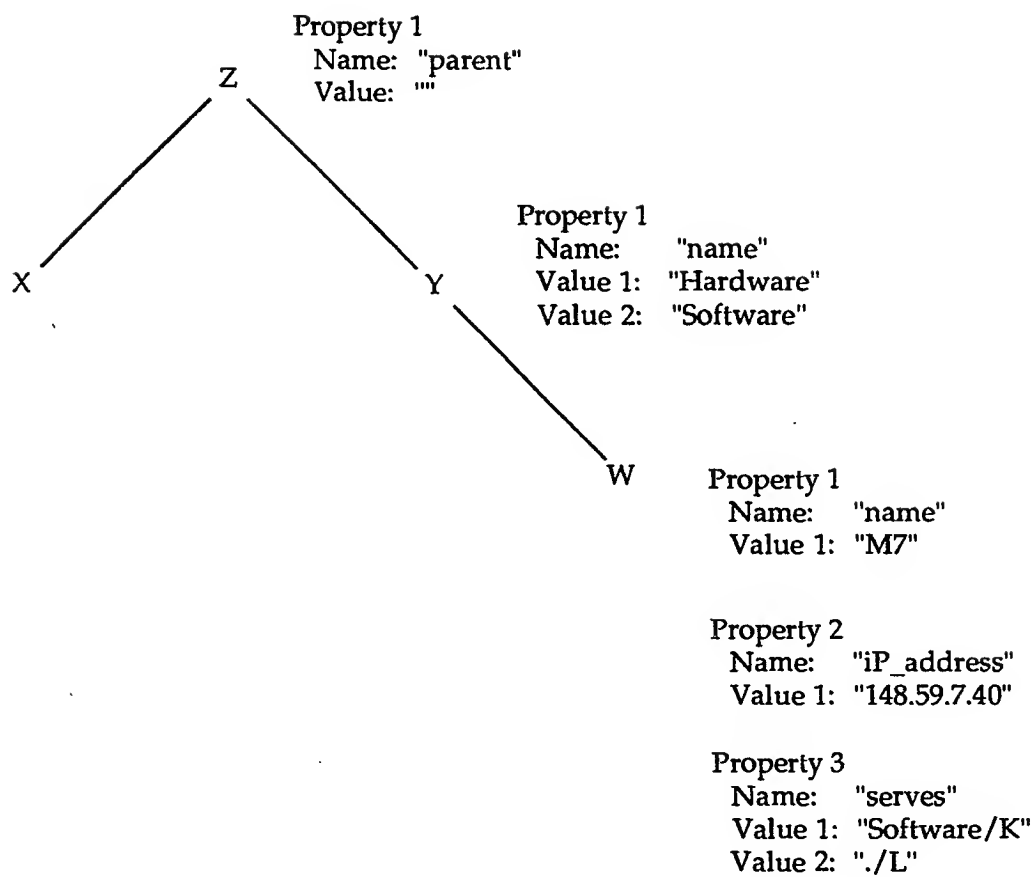 Property 1
Name: "parent"
Value: ""
Z
Property 1
Name: "name"
Value 1: "Hardware"
Value 2: "Software"
X
Y
W
Property 1
Name: "name"
Value 1: "M7"
Property 2
Name: "iP_address"
Value 1: "148.59.7.40"
Property 3
Name: "serves"
Value 1: "Software/K"
Value 2: "./L"